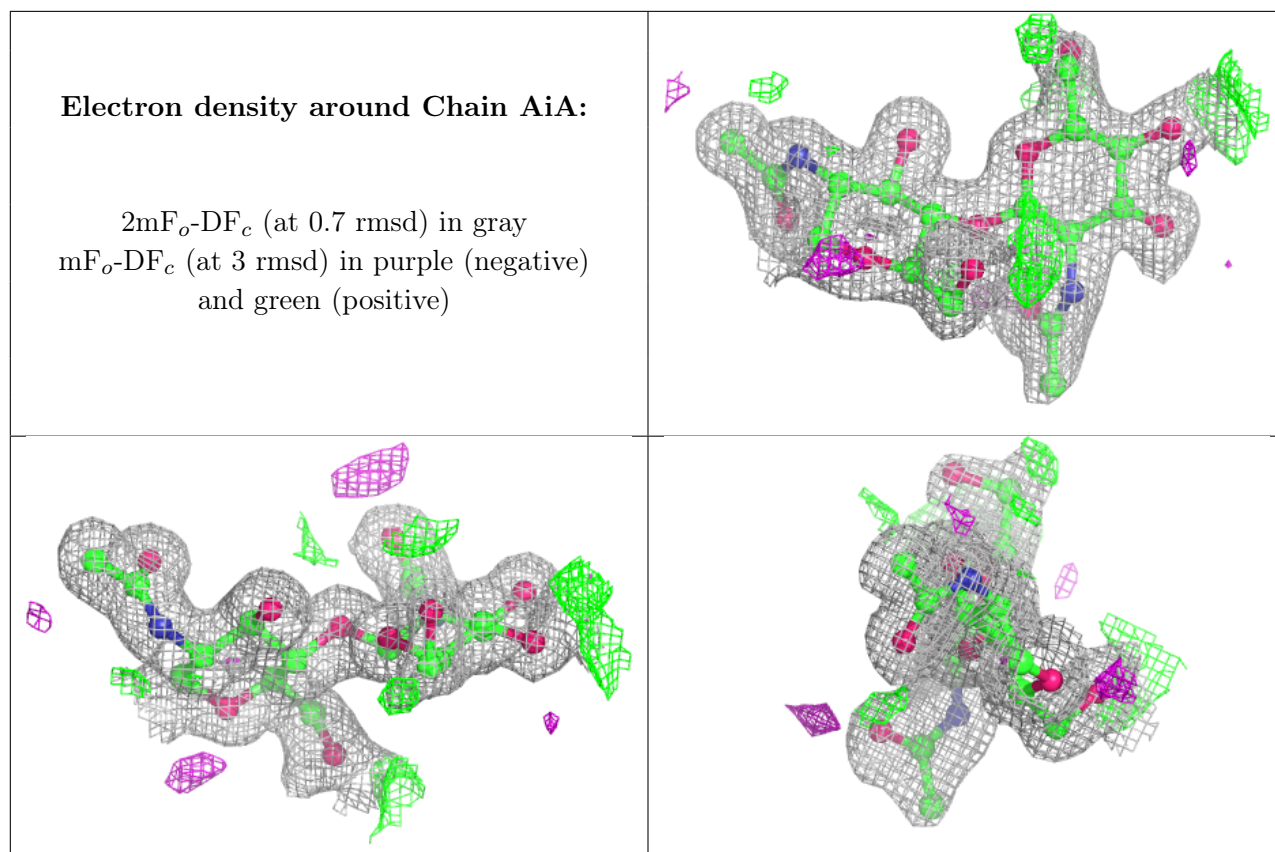 Electron density around Chain AiA:
2mFₒ-DF𝒸 (at 0.7 rmsd) in gray
mFₒ-DF𝒸 (at 3 rmsd) in purple (negative)
and green (positive)